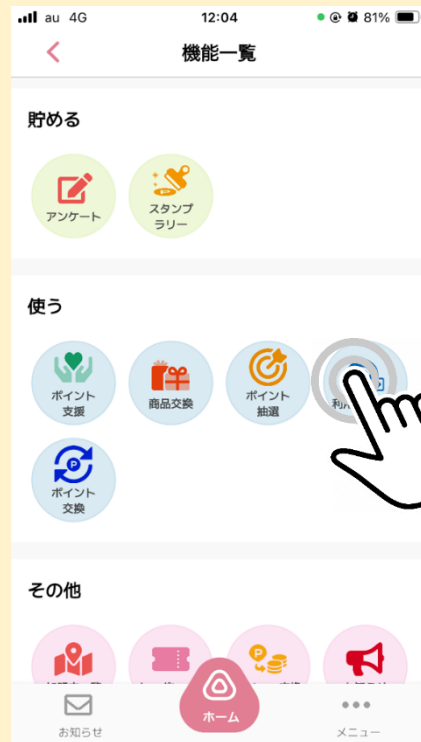 au 4G 12:04 81%
機能一覧
貯める
アンケート
スタンプ
ラリー
使う
ポイント
支援
商品交換
ポイント
抽選
ポイント
交換
その他
お知らせ
ホーム
メニュー